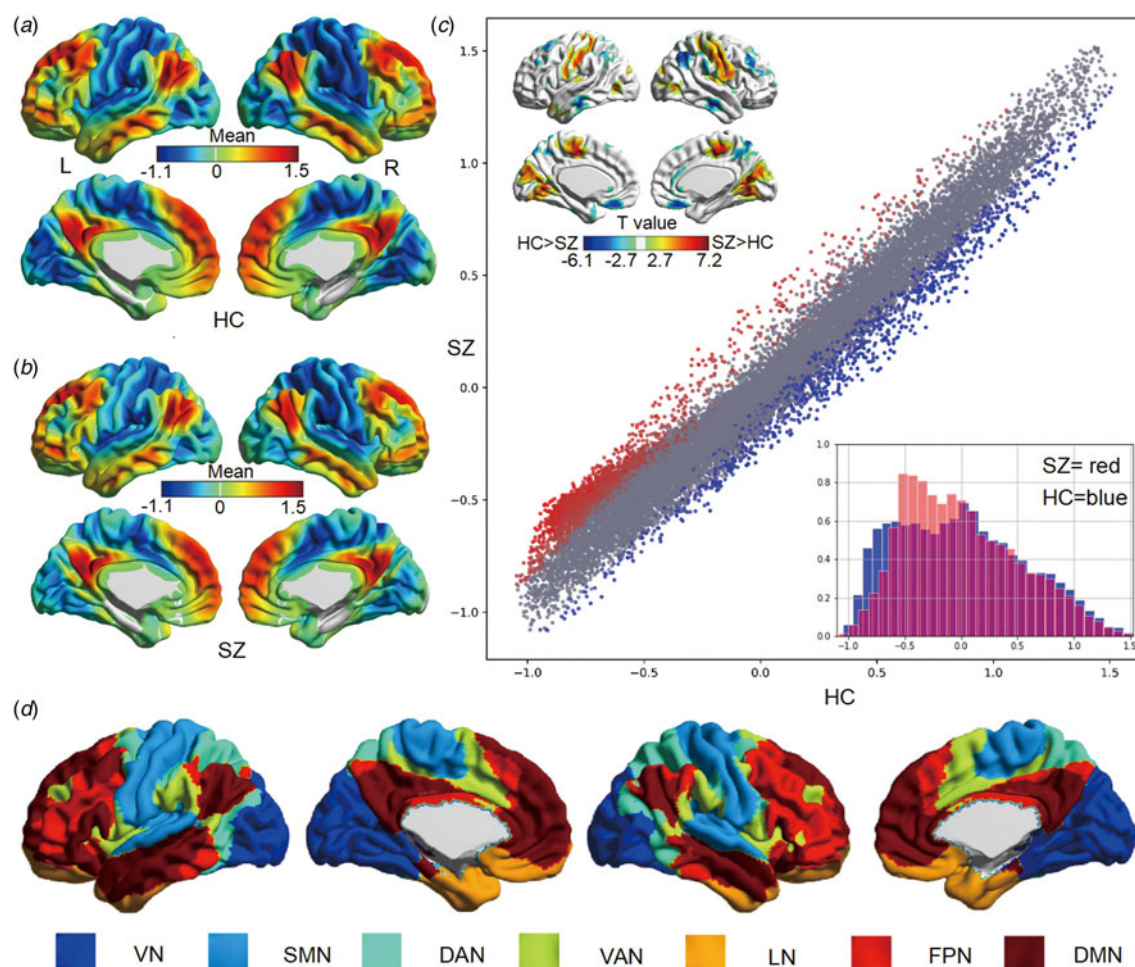 (a)
Mean
L
R
-1.1
0
1.5
HC
(b)
Mean
-1.1
0
1.5
SZ
(c)
T value
HC>SZ
SZ>HC
-6.1
-2.7
2.7
7.2
1.5
1.0
0.5
0.0
−0.5
−1.0
SZ
−1.0
−0.5
0.0
0.5
1.0
1.5
HC
SZ= red
HC=blue
1.0
0.8
0.6
0.4
0.2
0.0
-1.0
-0.5
0.0
0.5
1.0
1.5
(d)
VN
SMN
DAN
VAN
LN
FPN
DMN